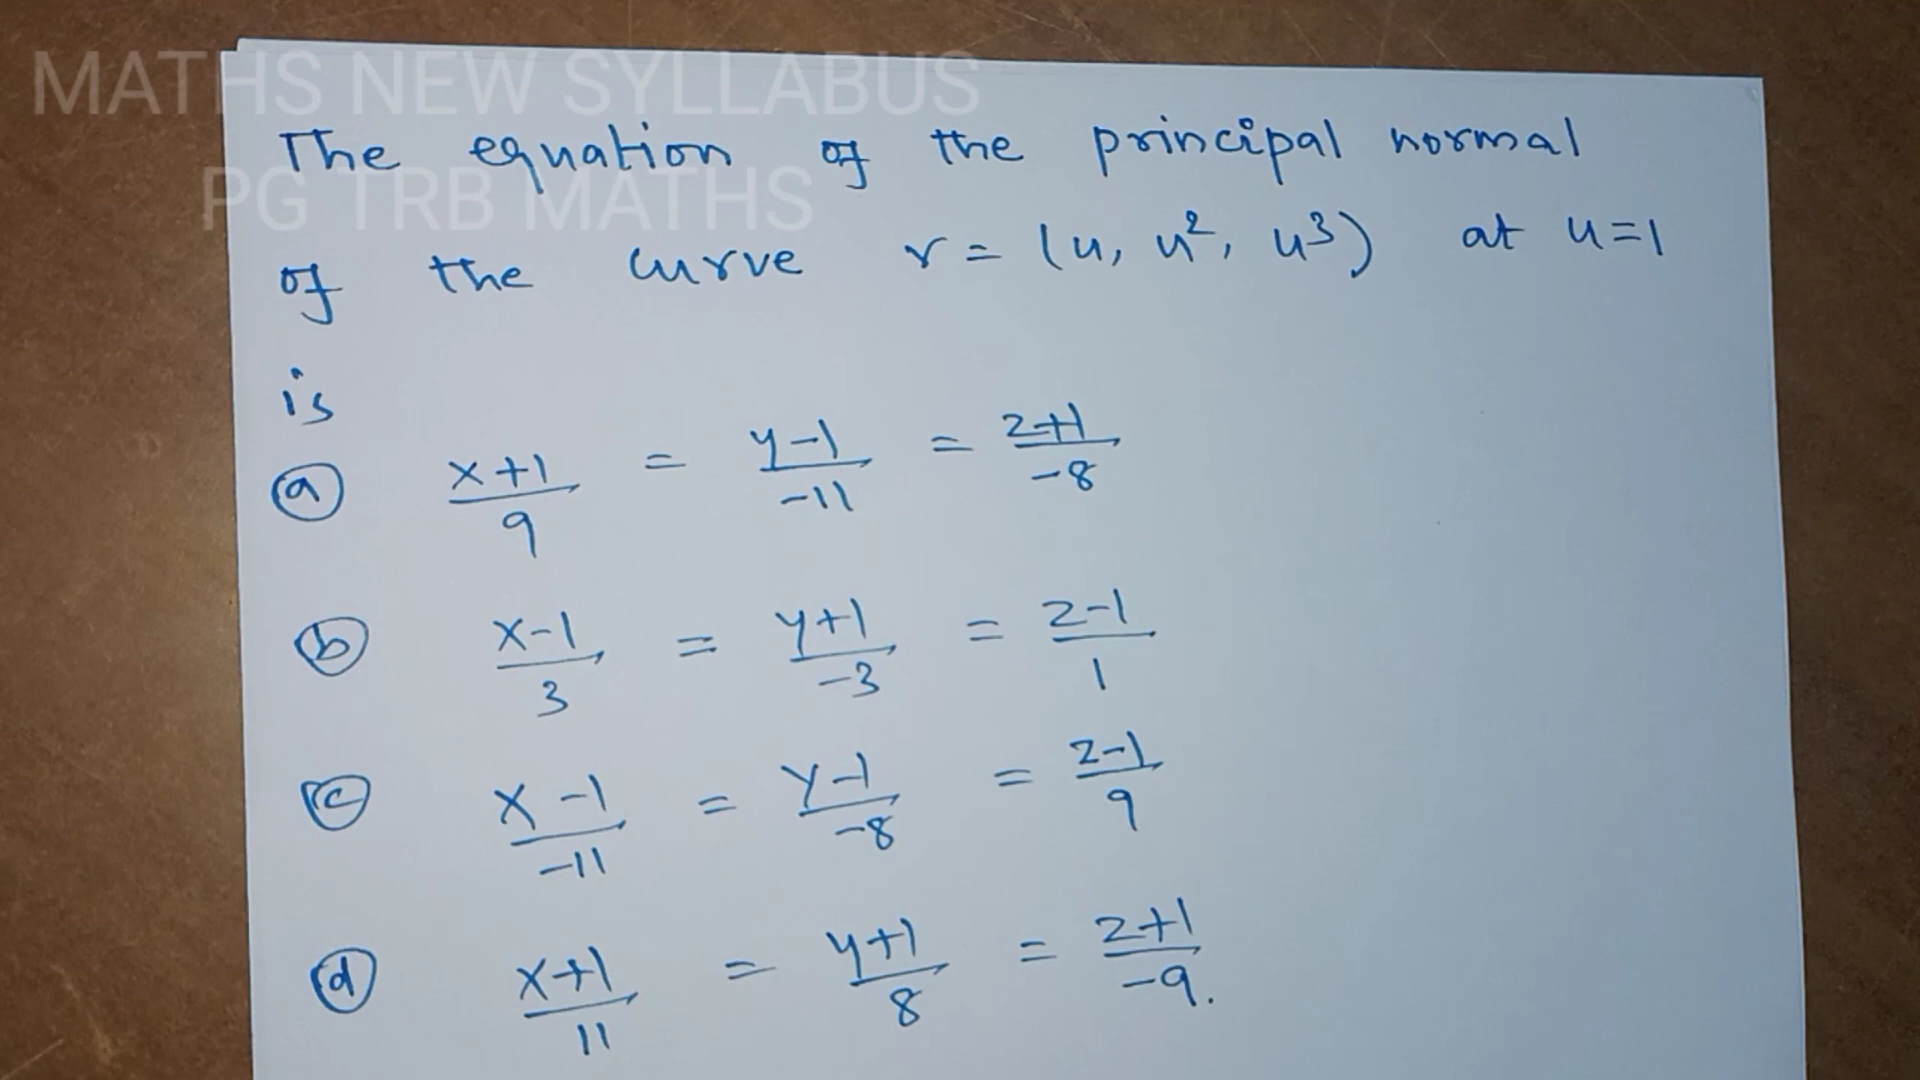 MATHS NEW SYLLABUS
PG TRB MATHS
The equation of the principal normal
of the curve r = (u, u², u³) at u=1
is
(a) x+1/9 = y-1/-11 = z+1/-8
(b) x-1/3 = y+1/-3 = z-1/1
(c) x-1/-11 = y-1/-8 = z-1/9
(d) x+1/11 = y+1/8 = z+1/-9.